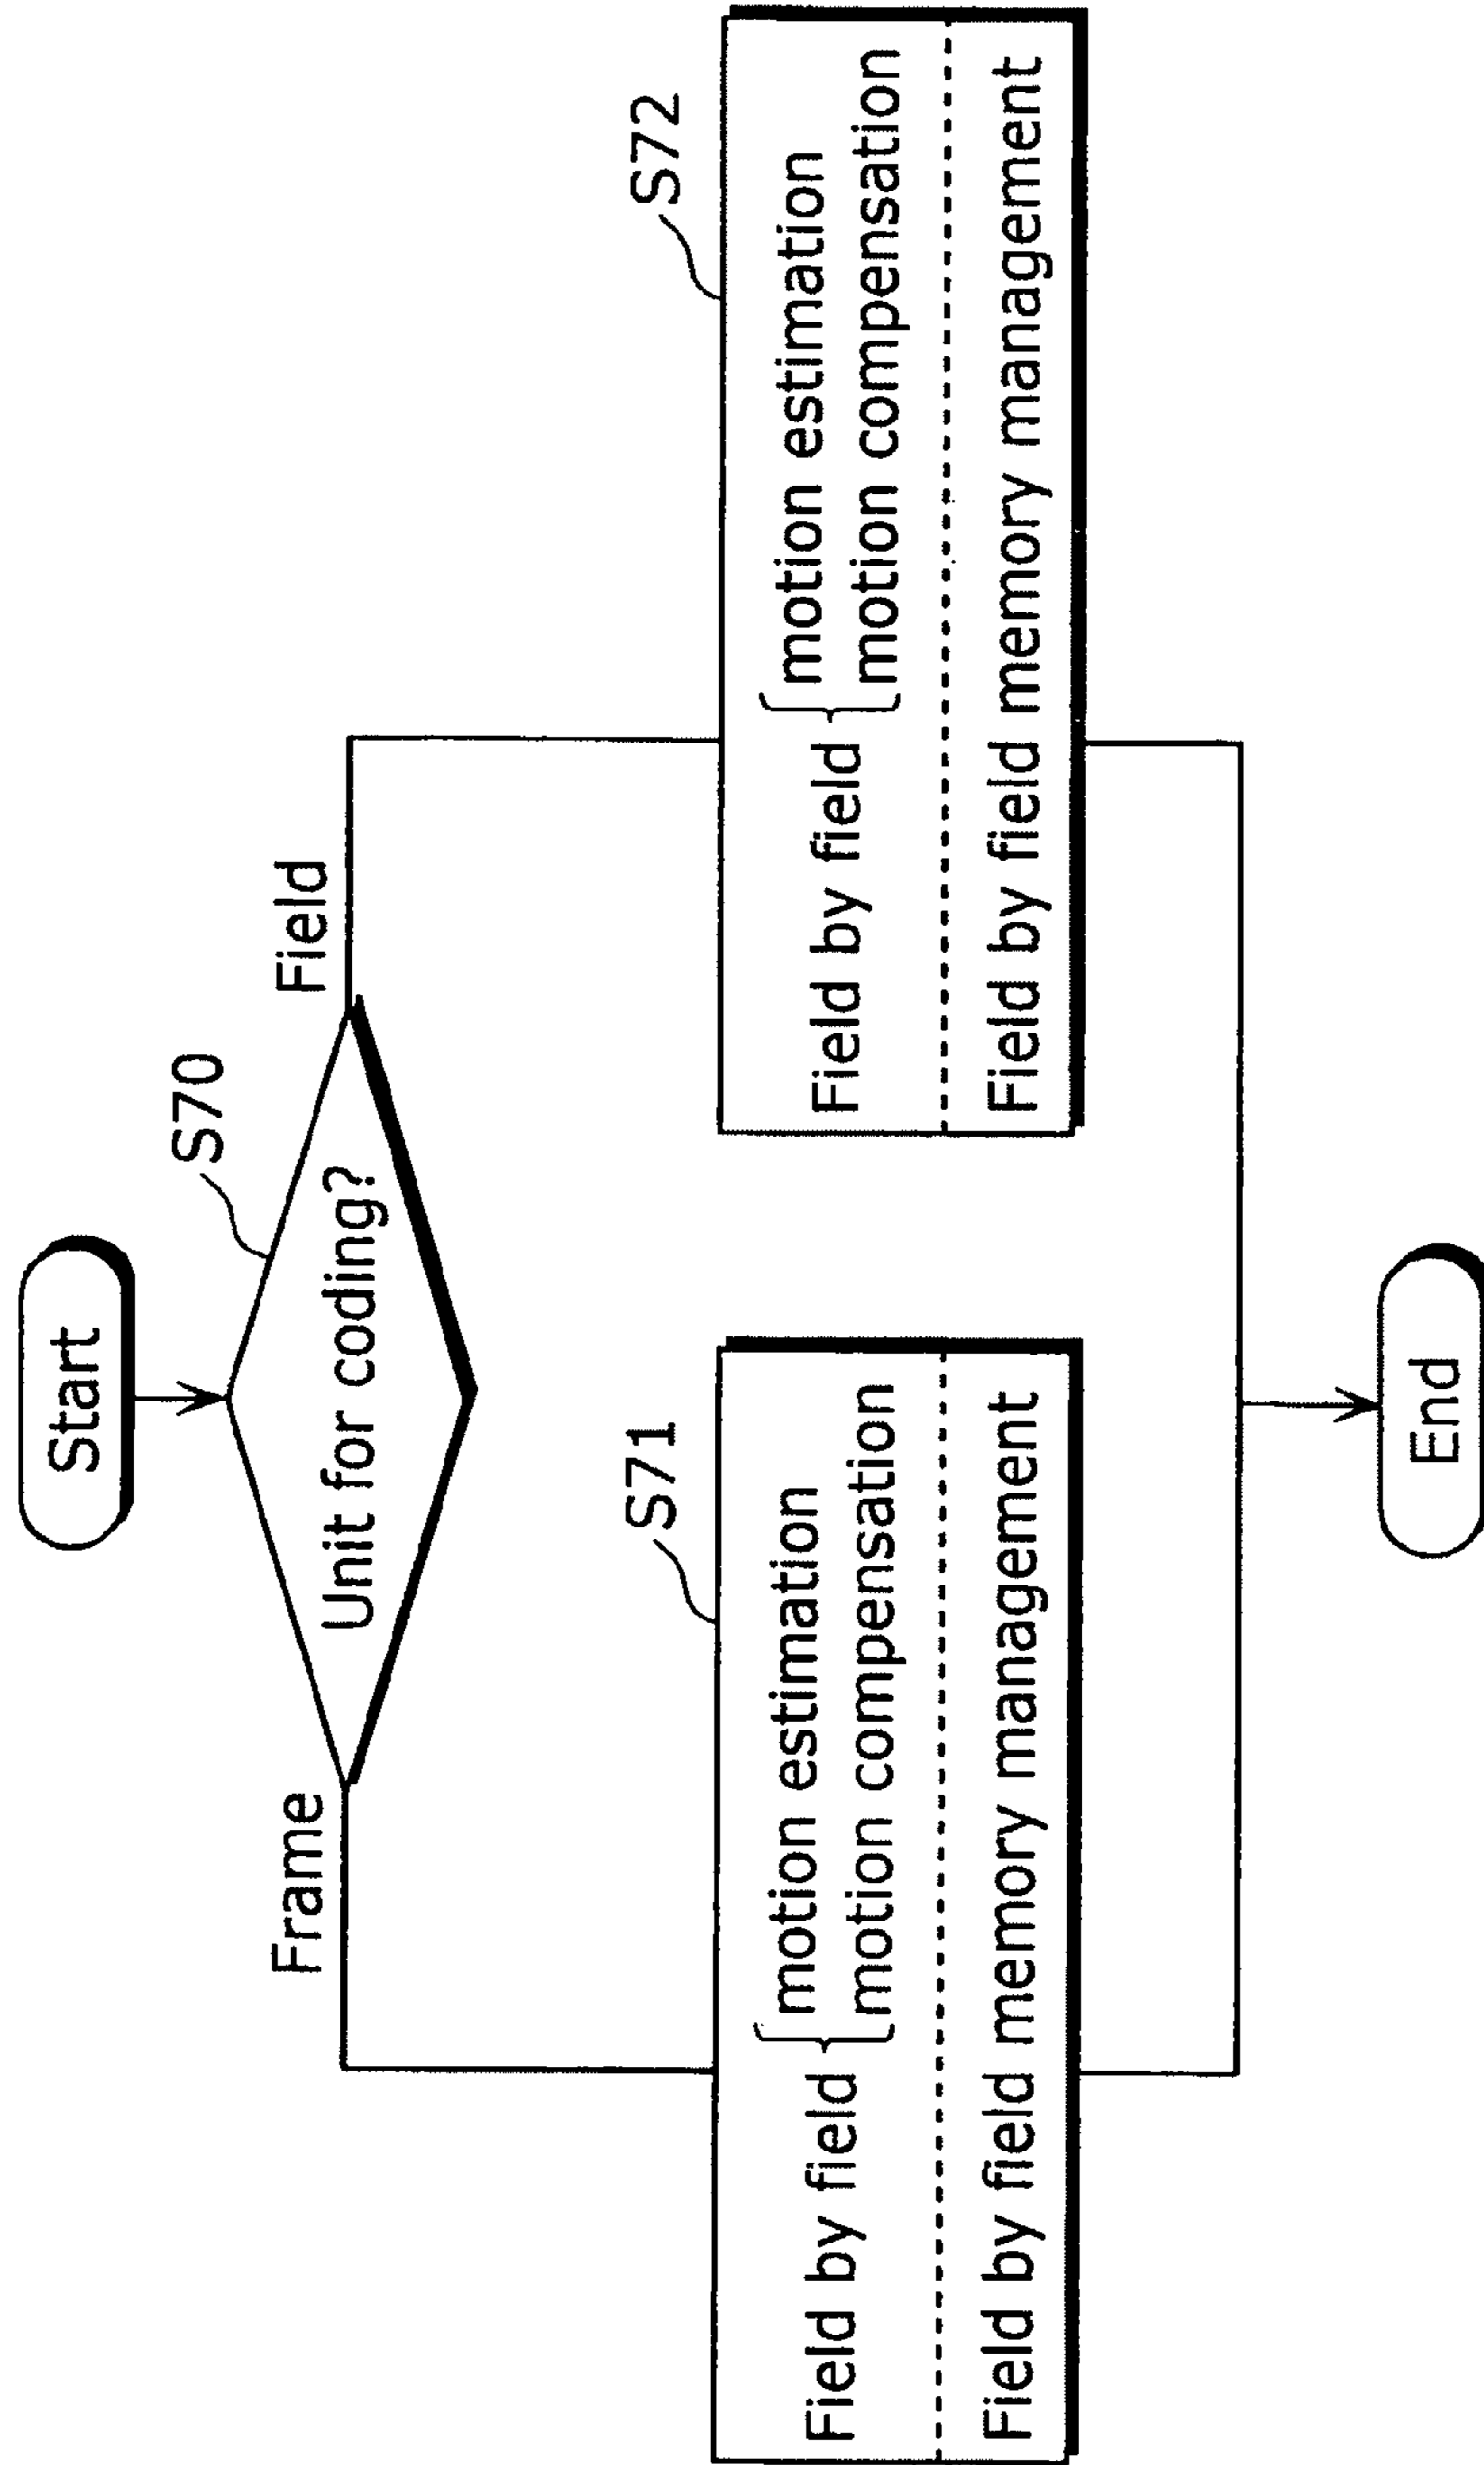 Start
S70
Unit for coding?
Frame
Field
S71
Field by field { motion estimation
motion compensation
Field by field memory management
S72
Field by field { motion estimation
motion compensation
Field by field memory management
End